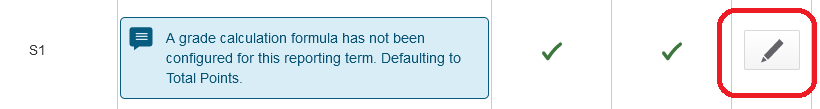 S1
A grade calculation formula has not been
configured for this reporting term. Defaulting to
Total Points.